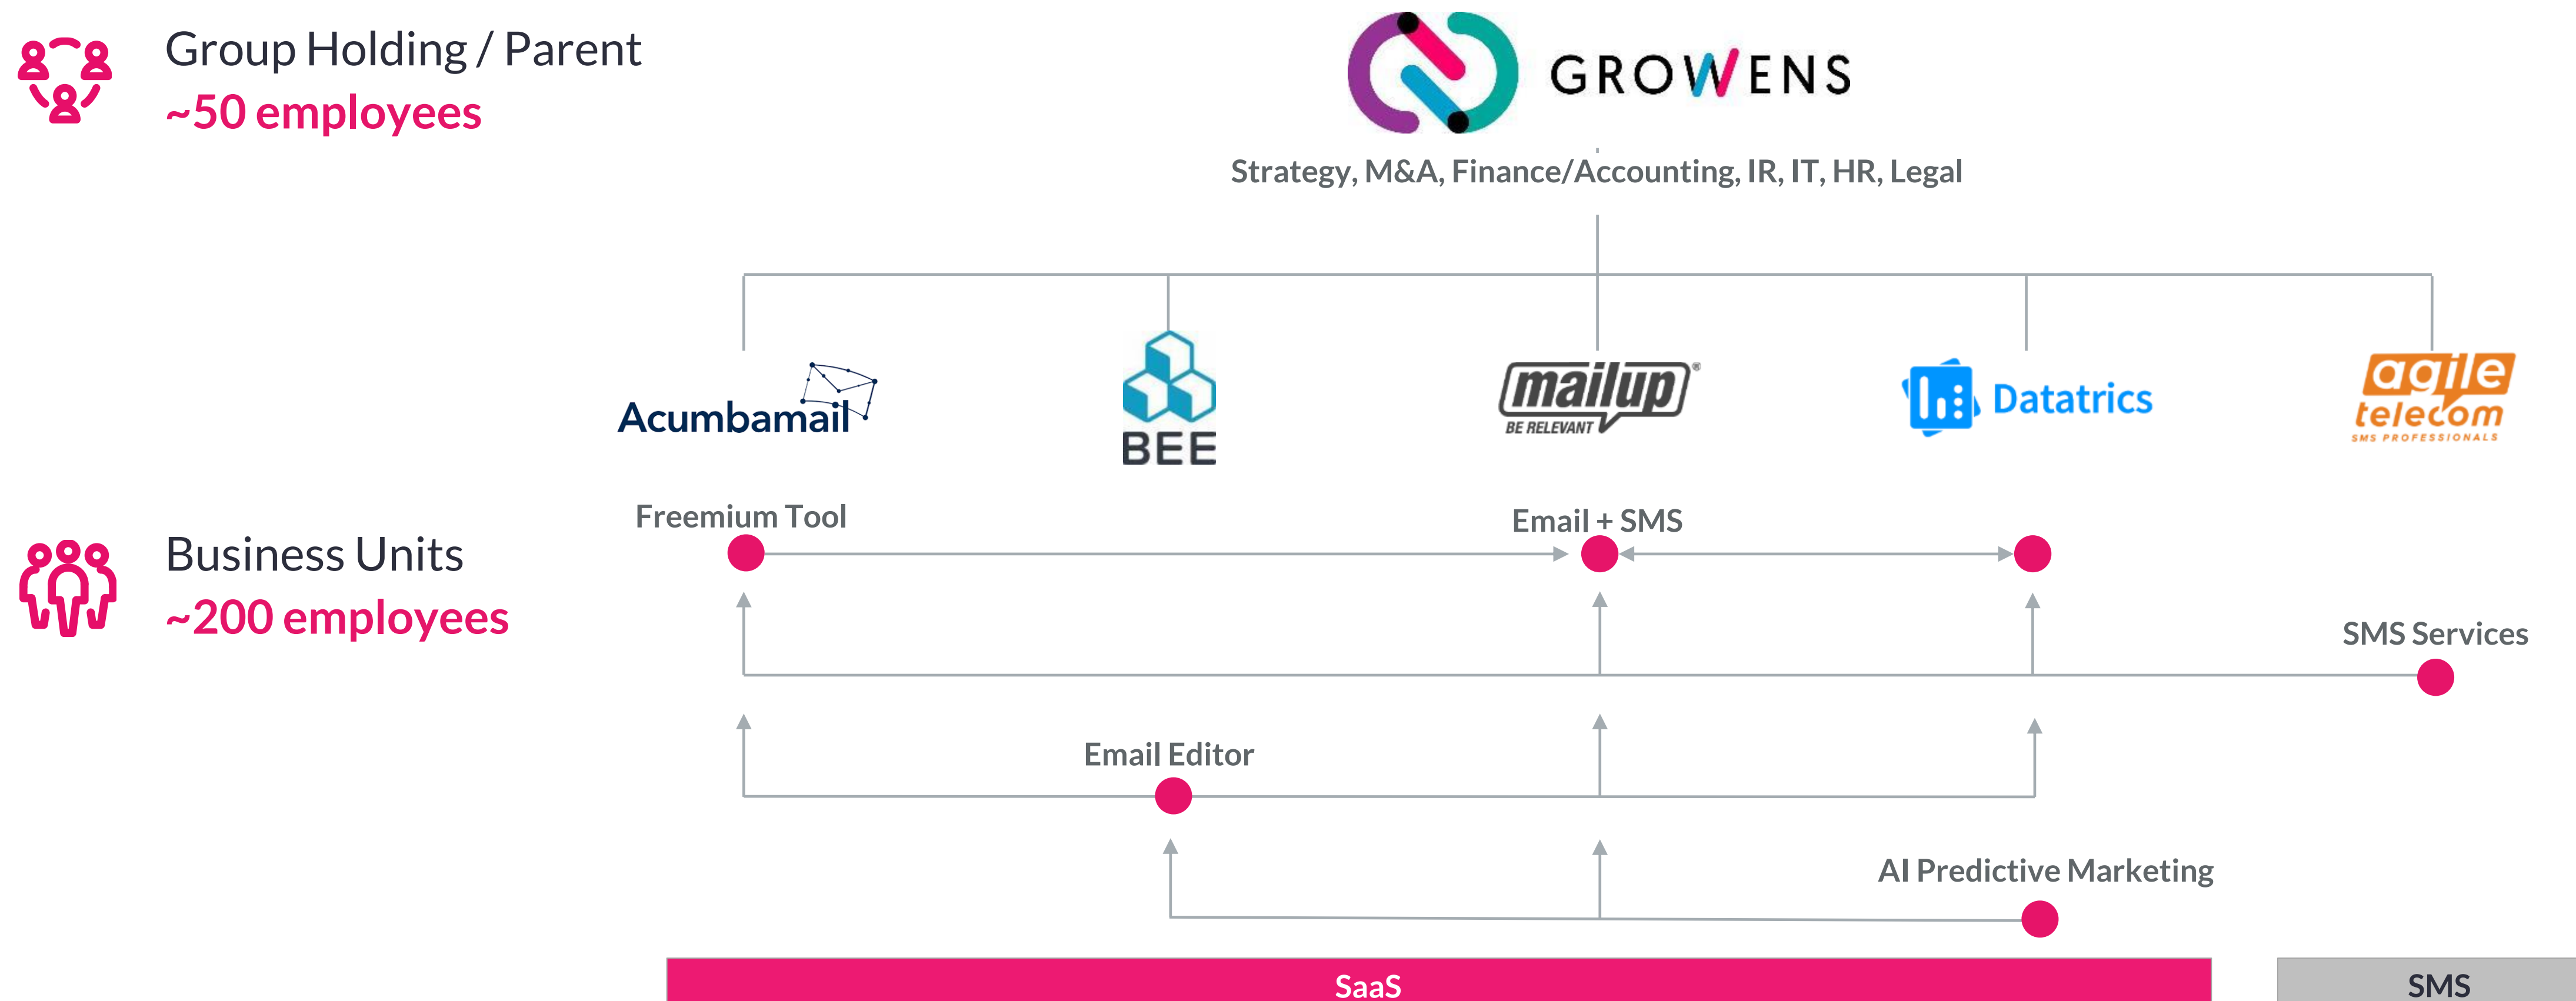 Group Holding / Parent
~50 employees
GROWENS
Strategy, M&A, Finance/Accounting, IR, IT, HR, Legal
Acumbamail
BEE
mailup®
BE RELEVANT
Datatrics
agile
telecom
SMS PROFESSIONALS
Freemium Tool
Email + SMS
Business Units
~200 employees
SMS Services
Email Editor
AI Predictive Marketing
SaaS
SMS